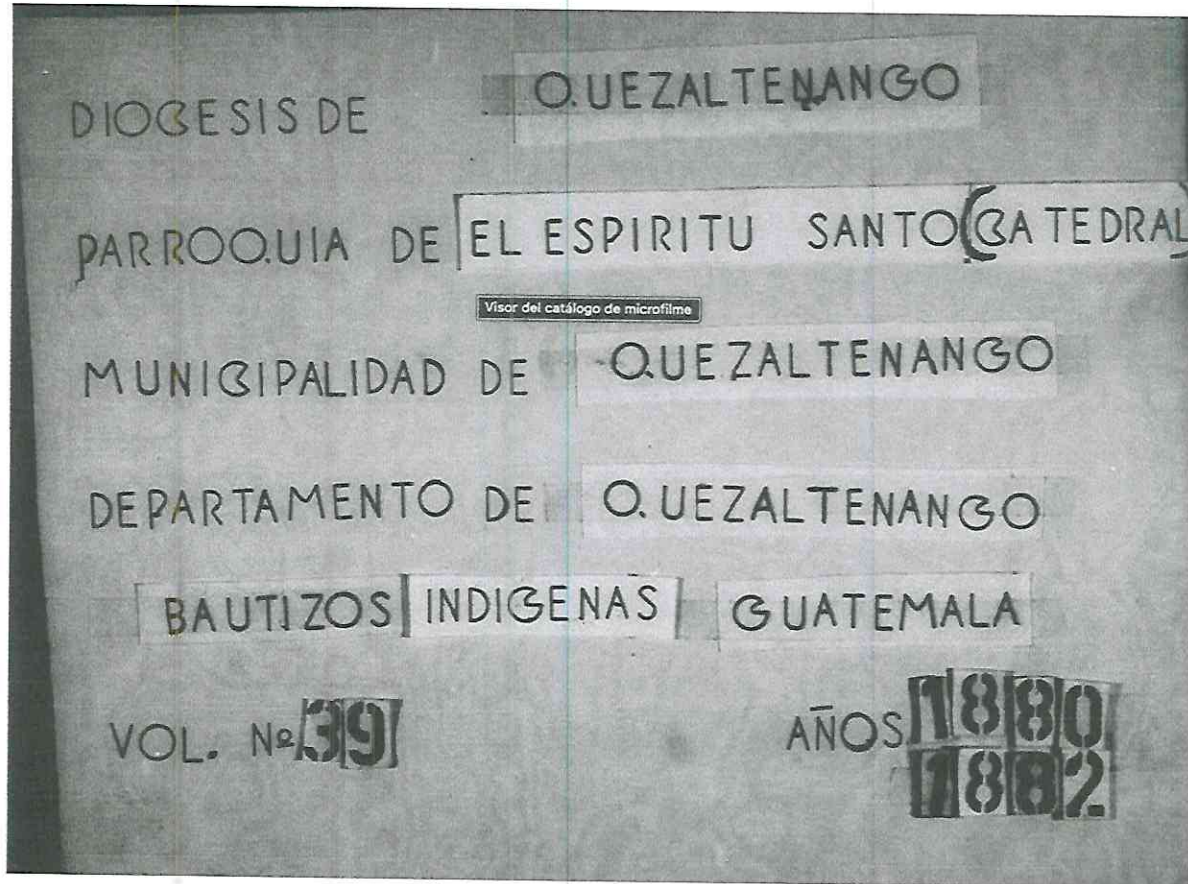 DIOCESIS DE QUEZALTENANGO
PARROQUIA DE EL ESPIRITU SANTO (CATEDRAL)
Visor del catálogo de microfilme
MUNICIPALIDAD DE QUEZALTENANGO
DEPARTAMENTO DE QUEZALTENANGO
BAUTIZOS INDIGENAS GUATEMALA
VOL. Nº 39 AÑOS 1880
1882